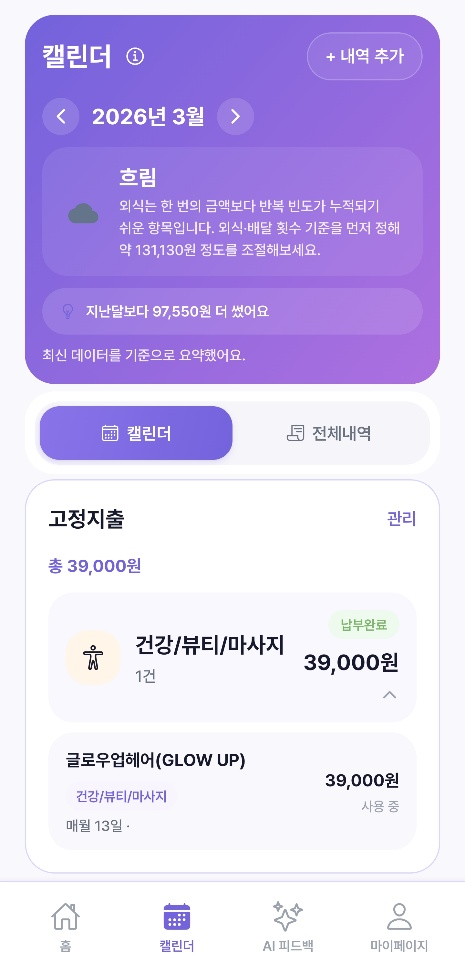 캘린더
+ 내역 추가
2026년 3월
흐림
외식는 한 번의 금액보다 반복 빈도가 누적되기
쉬운 항목입니다. 외식·배달 횟수 기준을 먼저 정해
약 131,130원 정도를 조절해보세요.
지난달보다 97,550원 더 썼어요
최신 데이터를 기준으로 요약했어요.
캘린더
전체내역
고정지출
관리
총 39,000원
납부완료
건강/뷰티/마사지
39,000원
1건
글로우업헤어(GLOW UP)
39,000원
건강/뷰티/마사지
사용 중
매월 13일 ·
홈
캘린더
AI 피드백
마이페이지